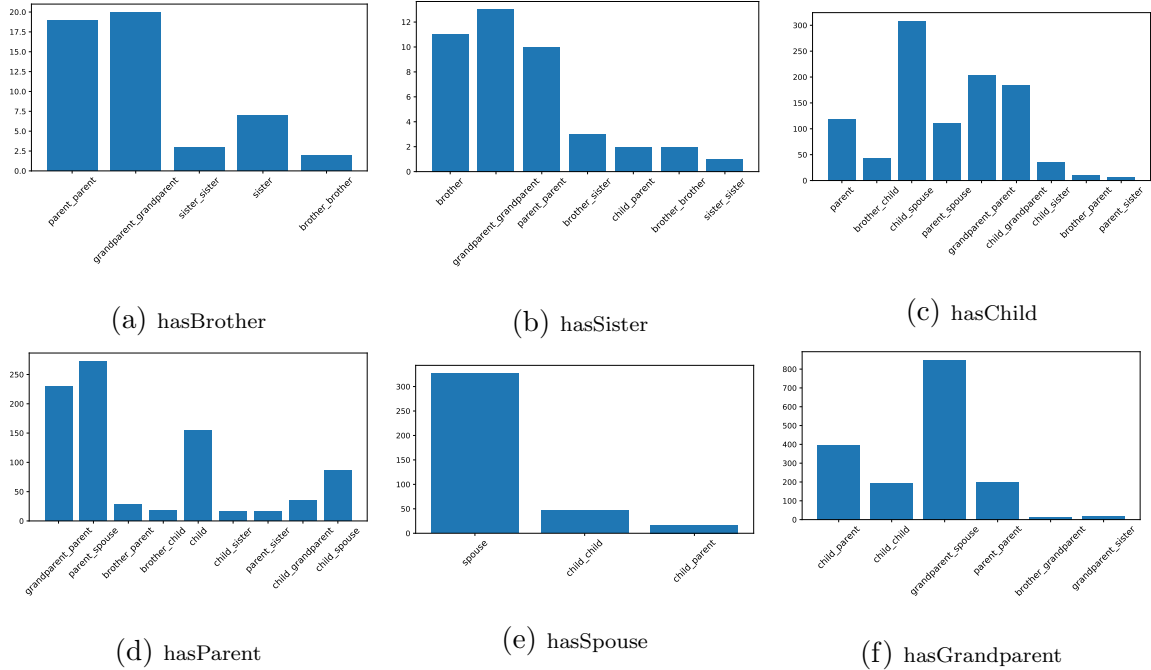 20.0
17.5
15.0
12.5
10.0
7.5
5.0
2.5
0.0
parent_parent
grandparent_grandparent
sister_sister
sister
brother_brother
(a) hasBrother
12
10
8
6
4
2
0
brother
grandparent_grandparent
parent_parent
brother_sister
child_parent
brother_brother
sister_sister
(b) hasSister
300
250
200
150
100
50
0
parent
brother_child
child_spouse
parent_spouse
grandparent_parent
child_grandparent
child_sister
brother_parent
parent_sister
(c) hasChild
250
200
150
100
50
0
grandparent_parent
parent_spouse
brother_parent
brother_child
child
child_sister
parent_sister
child_grandparent
child_spouse
(d) hasParent
300
250
200
150
100
50
0
spouse
child_child
child_parent
(e) hasSpouse
800
700
600
500
400
300
200
100
0
child_parent
child_child
grandparent_spouse
parent_parent
brother_grandparent
grandparent_sister
(f) hasGrandparent